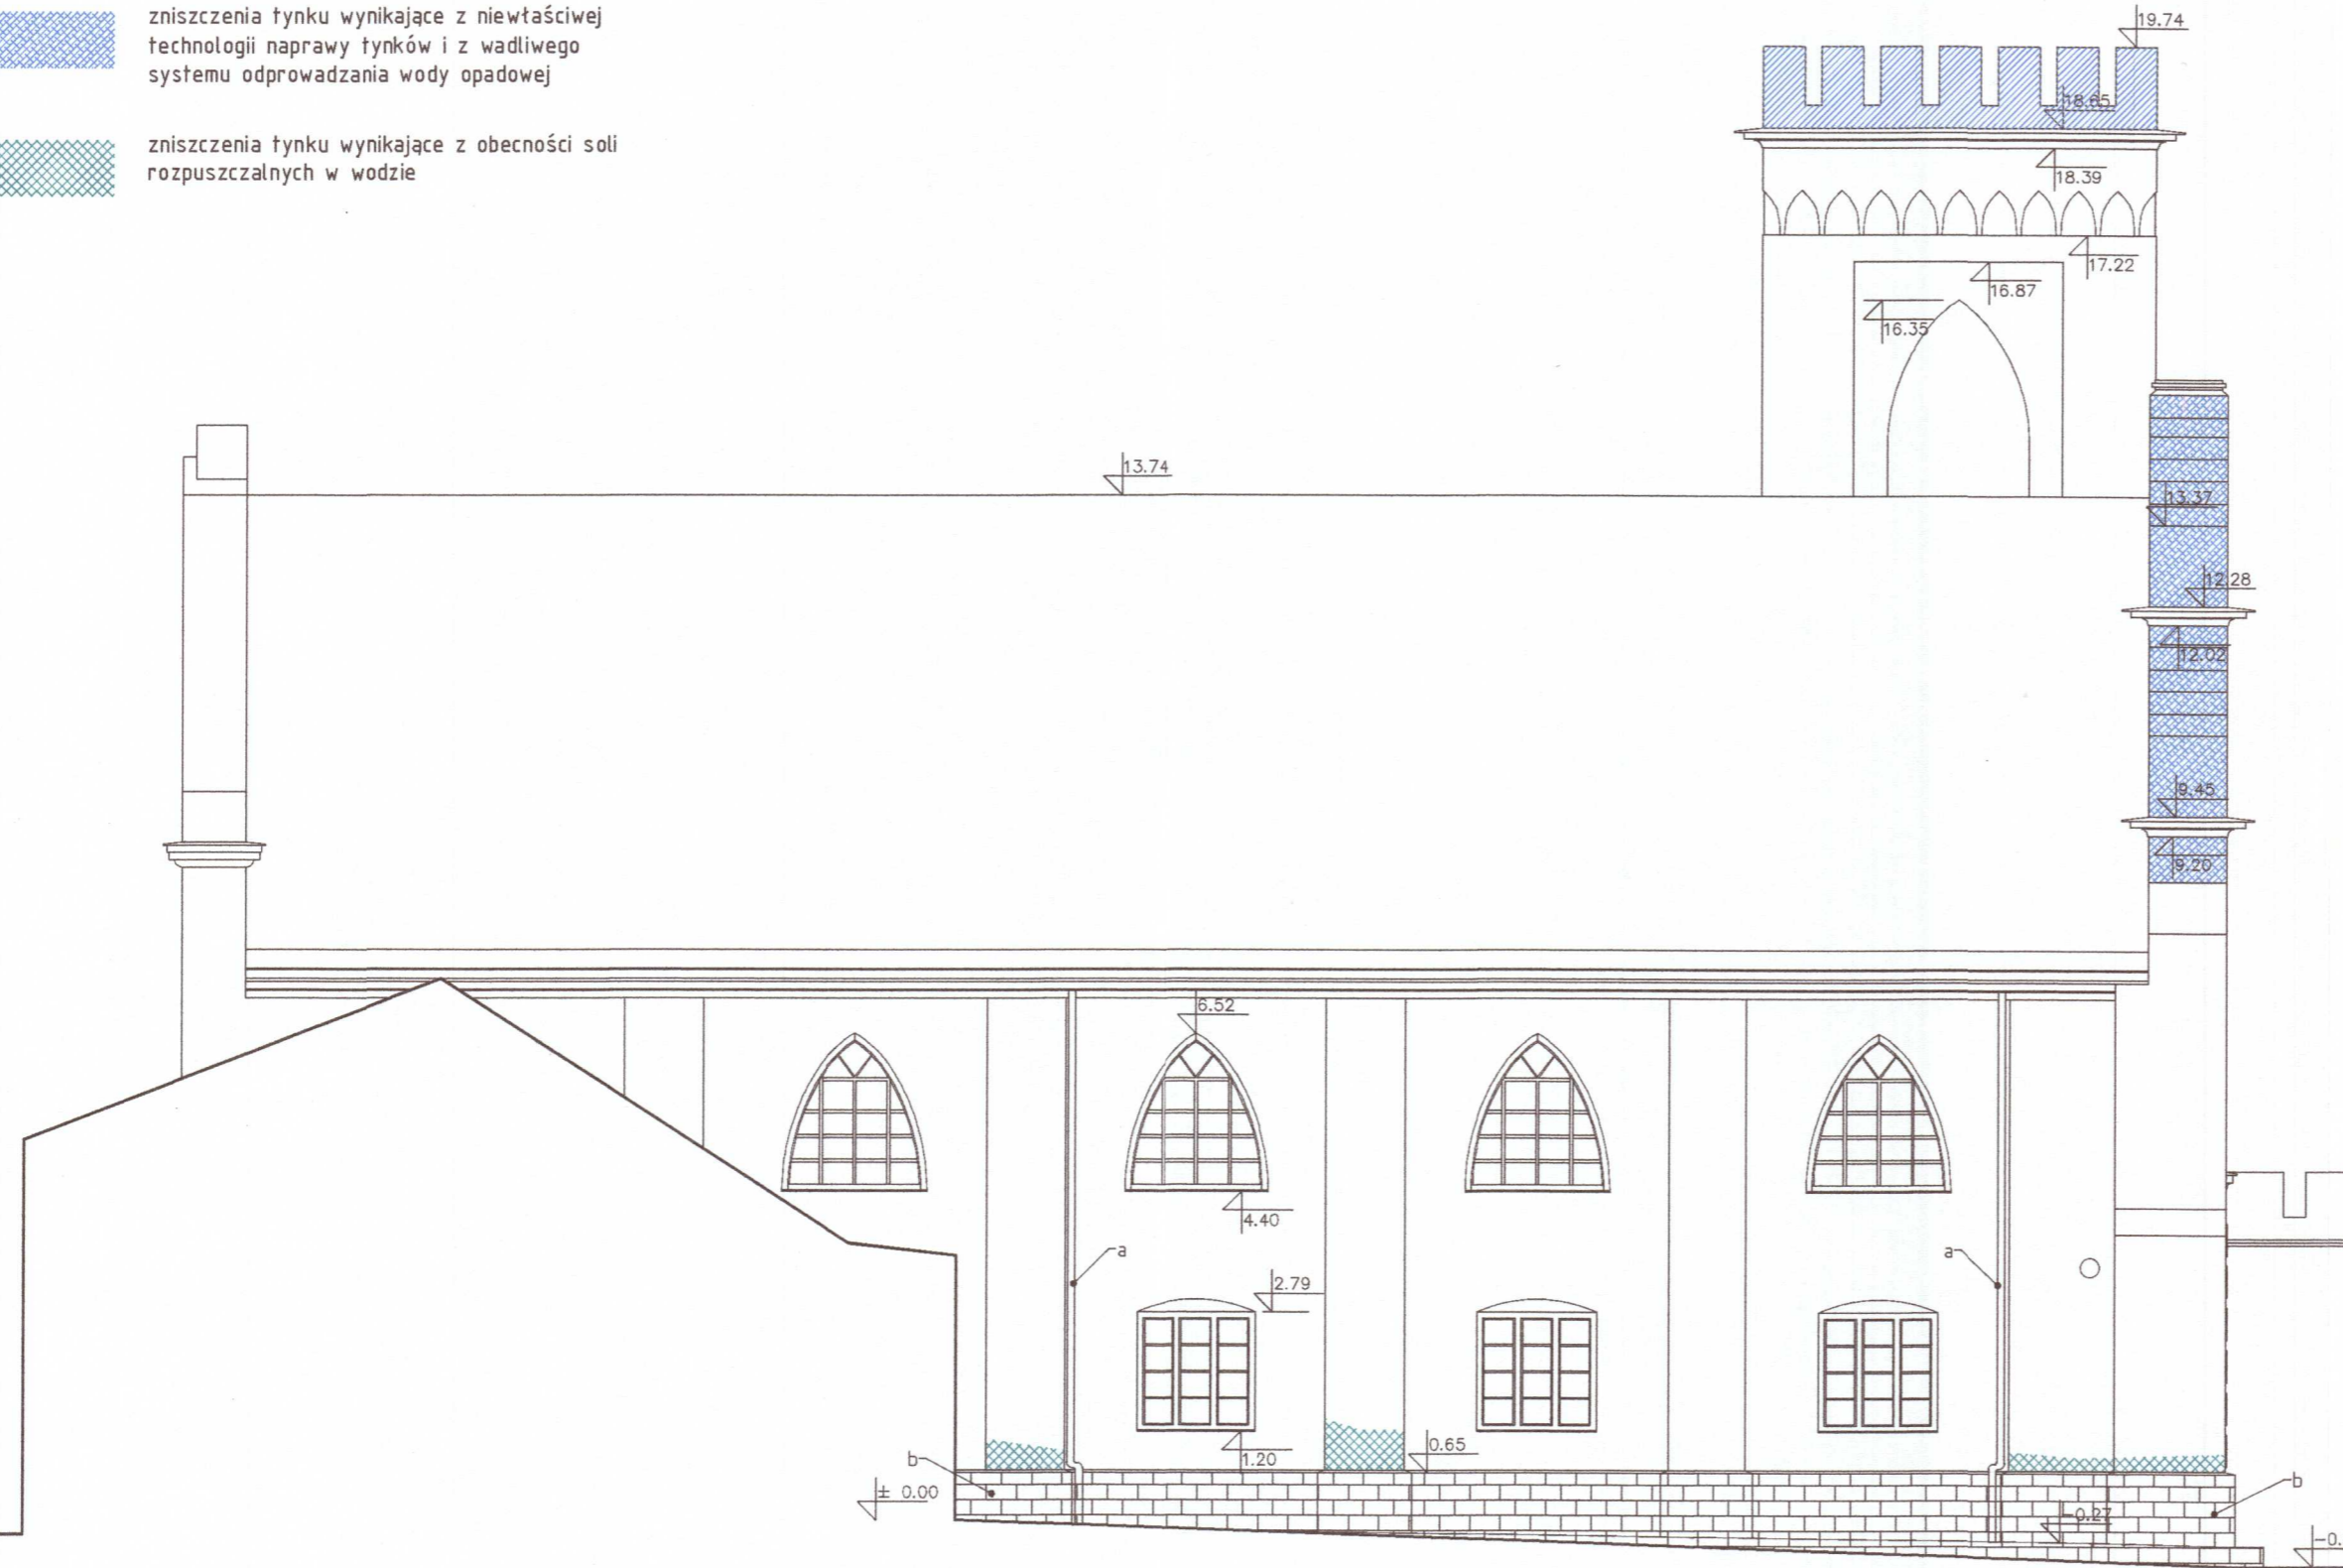 zniszczenia tynku wynikające z niewłaściwej
technologii naprawy tynków i z wadliwego
systemu odprowadzania wody opadowej
zniszczenia tynku wynikające z obecności soli
rozpuszczalnych w wodzie
19.74
18.65
18.39
17.22
16.87
16.35
13.74
13.37
12.28
12.02
9.45
9.20
6.52
4.40
a
a
2.79
0.65
1.20
b
b
± 0.00
-0.27